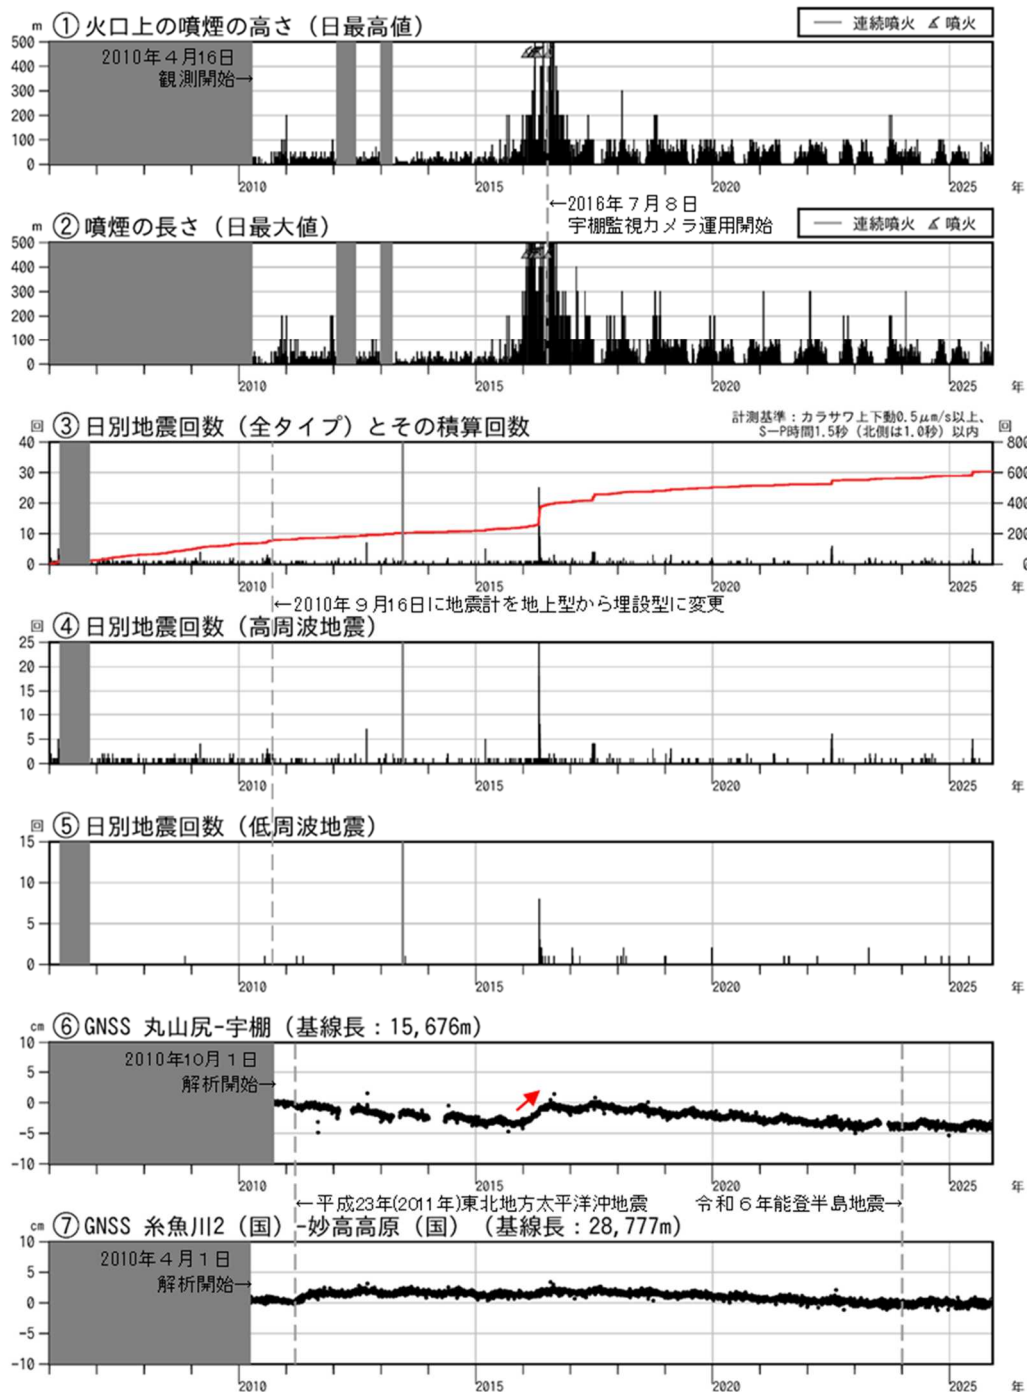 m ①火口上の噴煙の高さ（日最高値） ― 連続噴火 噴火
500
400
300
200
100
0
2010年４月16日
観測開始→
2010 2015 2020 2025 年
←2016年７月８日
宇棚監視カメラ運用開始
m ②噴煙の長さ（日最大値） ― 連続噴火 噴火
500
400
300
200
100
0
2010 2015 2020 2025 年
回 ③日別地震回数（全タイプ）とその積算回数
計測基準：カラサワ上下動0.5μm/s以上、
S－P時間1.5秒（北側は1.0秒）以内 回
40 800
30 600
20 400
10 200
0 0
2010 2015 2020 2025 年
←2010年９月16日に地震計を地上型から埋設型に変更
回 ④日別地震回数（高周波地震）
25
20
15
10
5
0
2010 2015 2020 2025 年
回 ⑤日別地震回数（低周波地震）
15
10
5
0
2010 2015 2020 2025 年
cm ⑥GNSS 丸山尻-宇棚（基線長：15,676m）
10
5
0
-5
-10
2010年10月１日
解析開始→
2010 2015 2020 2025 年
←平成23年(2011年)東北地方太平洋沖地震 令和６年能登半島地震→
cm ⑦GNSS 糸魚川2（国）-妙高高原（国）（基線長：28,777m）
10
5
0
-5
-10
2010年４月１日
解析開始→
2010 2015 2020 2025 年